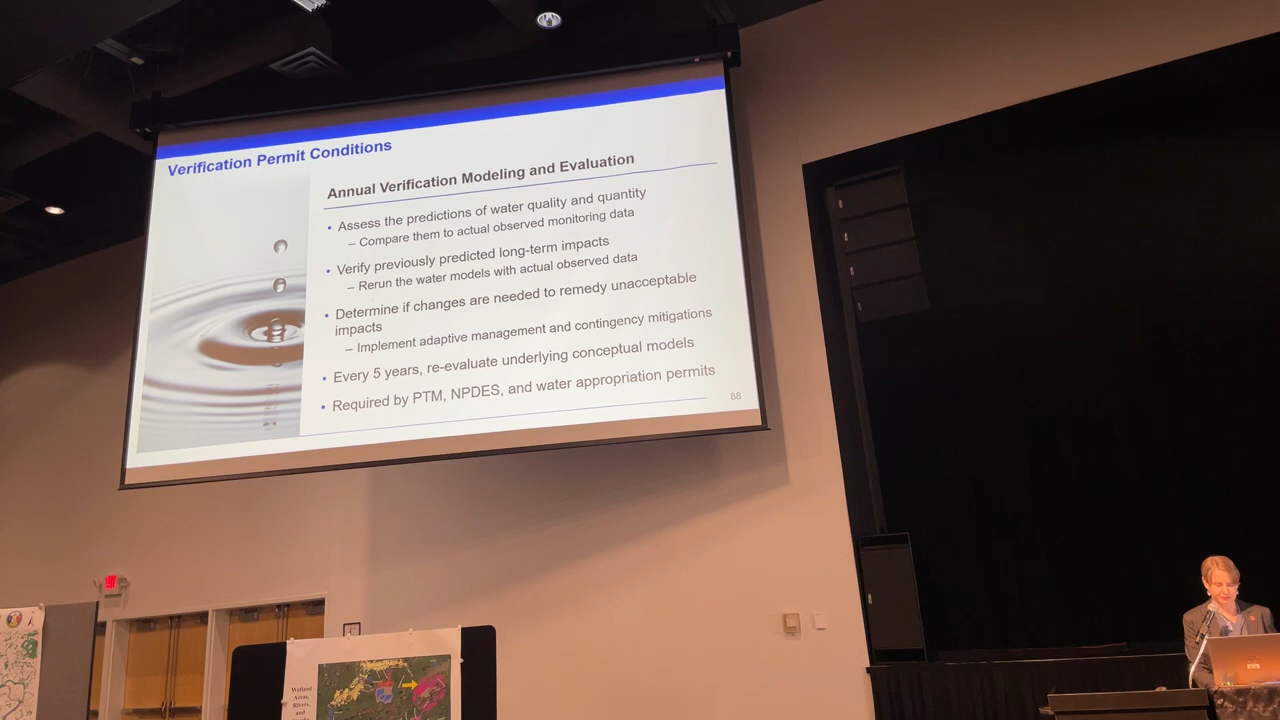 Verification Permit Conditions
Annual Verification Modeling and Evaluation
• Assess the predictions of water quality and quantity
– Compare them to actual observed monitoring data
• Verify previously predicted long-term impacts
– Rerun the water models with actual observed data
• Determine if changes are needed to remedy unacceptable
impacts
– Implement adaptive management and contingency mitigations
• Every 5 years, re-evaluate underlying conceptual models
• Required by PTM, NPDES, and water appropriation permits
88
Wetland
Areas,
Rivers,
and